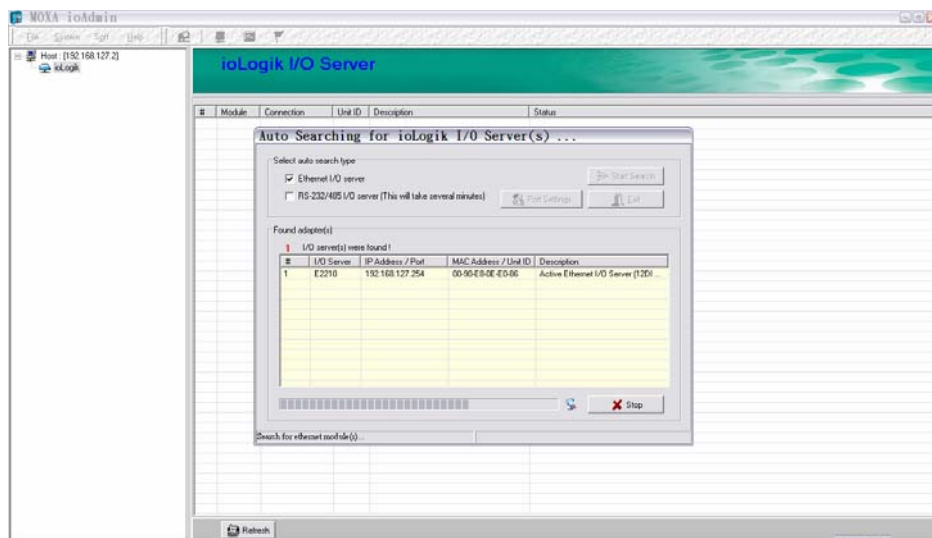 MOXA ioAdmin
File System Sort Help
Host : [192.168.127.2]
ioLogik
ioLogik I/O Server
# Module Connection Unit ID Description Status
Auto Searching for ioLogik I/O Server(s) ...
Select auto search type
Ethernet I/O server
Start Search
RS-232/485 I/O server (This will take several minutes)
Port Settings
Exit
Found adapter(s)
1 I/O server(s) were found !
# I/O Server IP Address / Port MAC Address / Unit ID Description
1 E2210 192.168.127.254 00-90-E8-0E-E0-86 Active Ethernet I/O Server (12DI ...
Stop
Search for ethernet module(s)...
Refresh